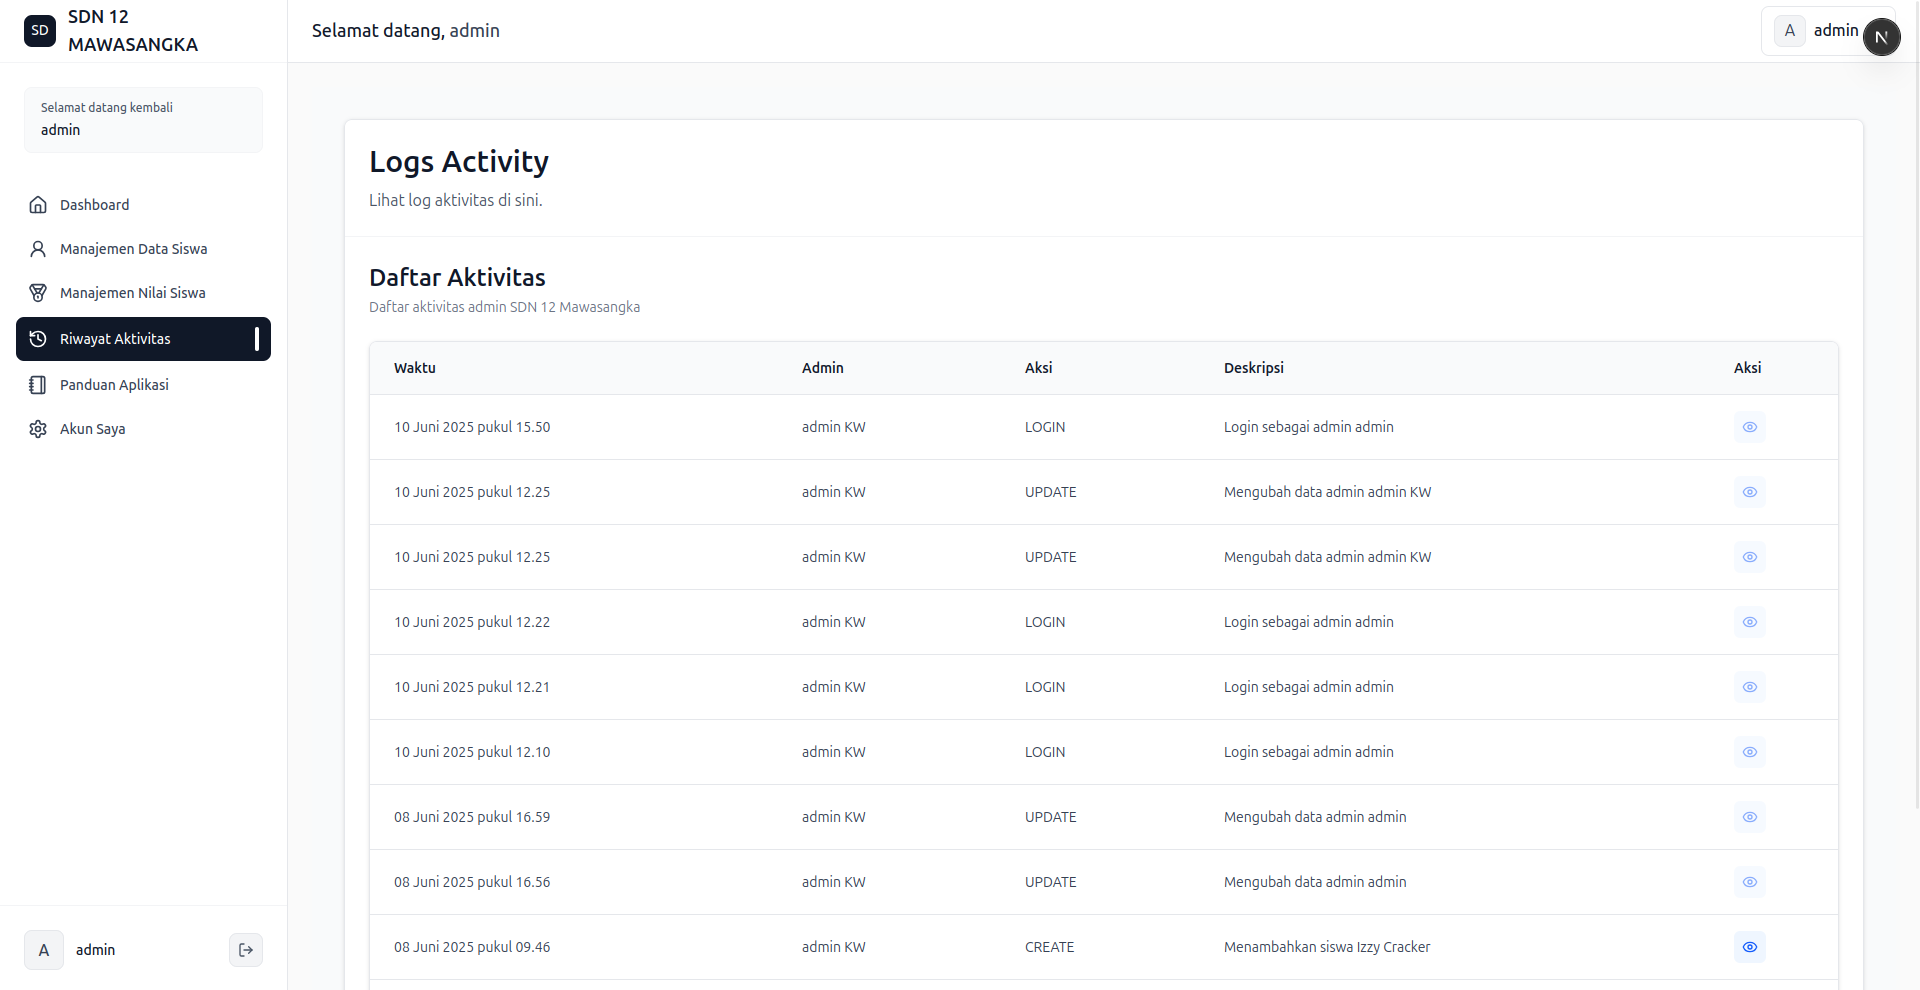 SD
SDN 12
MAWASANGKA
Selamat datang, admin
A
admin
N
Selamat datang kembali
admin
Dashboard
Manajemen Data Siswa
Manajemen Nilai Siswa
Riwayat Aktivitas
Panduan Aplikasi
Akun Saya
A
admin
Logs Activity
Lihat log aktivitas di sini.
Daftar Aktivitas
Daftar aktivitas admin SDN 12 Mawasangka
Waktu Admin Aksi Deskripsi Aksi
10 Juni 2025 pukul 15.50 admin KW LOGIN Login sebagai admin admin
10 Juni 2025 pukul 12.25 admin KW UPDATE Mengubah data admin admin KW
10 Juni 2025 pukul 12.25 admin KW UPDATE Mengubah data admin admin KW
10 Juni 2025 pukul 12.22 admin KW LOGIN Login sebagai admin admin
10 Juni 2025 pukul 12.21 admin KW LOGIN Login sebagai admin admin
10 Juni 2025 pukul 12.10 admin KW LOGIN Login sebagai admin admin
08 Juni 2025 pukul 16.59 admin KW UPDATE Mengubah data admin admin
08 Juni 2025 pukul 16.56 admin KW UPDATE Mengubah data admin admin
08 Juni 2025 pukul 09.46 admin KW CREATE Menambahkan siswa Izzy Cracker